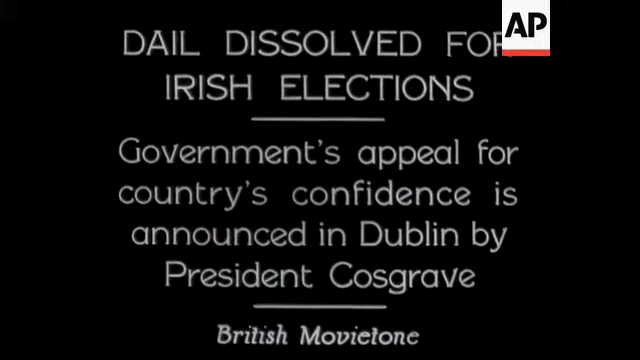 AP
DAIL DISSOLVED FOR
IRISH ELECTIONS
Government's appeal for
country's confidence is
announced in Dublin by
President Cosgrave
British Movietone